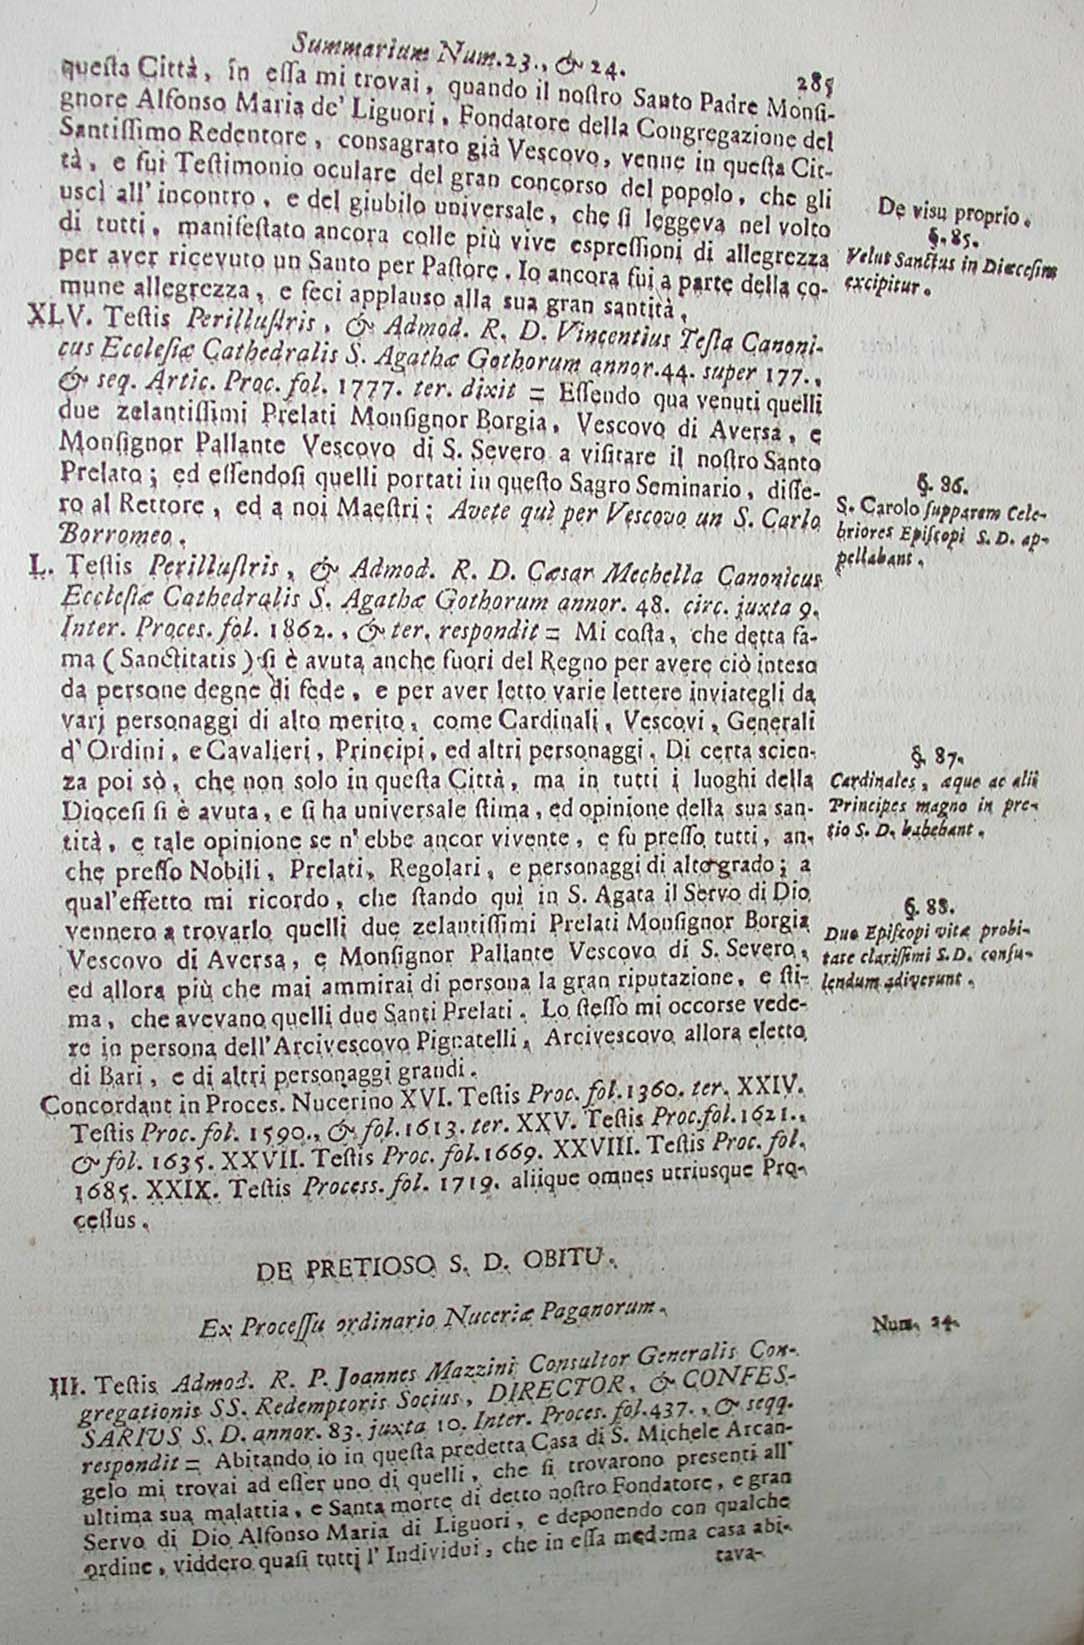 Summarium Num. 23., & 24.
285
questa Città, in essa mi trovai, quando il nostro Santo Padre Monsi-
gnore Alfonso Maria de' Liguori, Fondatore della Congregazione del
Santissimo Redentore, consagrato già Vescovo, venne in questa Cit-
tà, e fui Testimonio oculare del gran concorso del popolo, che gli
uscì all' incontro, e del giubilo universale, che si leggeva nel volto
di tutti, manifestato ancora colle più vive espressioni di allegrezza
per aver ricevuto un Santo per Pastore. Io ancora fui a parte della co-
mune allegrezza, e feci applauso alla sua gran santità.
De visu proprio.
§. 85.
Velut Sanctus in Diœcesim
excipitur.
XLV. Testis Perillustris, & Admod. R. D. Vincentius Testa Canoni-
cus Ecclesiæ Cathedralis S. Agathæ Gothorum annor. 44. super 177.,
& seq. Artic. Proc. fol. 1777. ter. dixit = Essendo qua venuti quelli
due zelantissimi Prelati Monsignor Borgia, Vescovo di Aversa, e
Monsignor Pallante Vescovo di S. Severo a visitare il nostro Santo
Prelato; ed essendosi quelli portati in questo Sagro Seminario, disse-
ro al Rettore, ed a noi Maestri: Avete quì per Vescovo un S. Carlo
Borromeo.
§. 86.
S. Carolo supparem Cele-
briores Episcopi S. D. ap-
pellabant.
L. Testis Perillustris, & Admod. R. D. Cæsar Mechella Canonicus
Ecclesiæ Cathedralis S. Agathæ Gothorum annor. 48. circ. juxta 9.
Inter. Proces. fol. 1862., & ter. respondit = Mi costa, che detta fa-
ma (Sanctitatis) si è avuta anche fuori del Regno per avere ciò inteso
da persone degne di fede, e per aver letto varie lettere inviategli da
varj personaggi di alto merito, come Cardinali, Vescovi, Generali
d' Ordini, e Cavalieri, Principi, ed altri personaggi. Di certa scien-
za poi sò, che non solo in questa Città, ma in tutti i luoghi della
Diocesi si è avuta, e si ha universale stima, ed opinione della sua san-
tità, e tale opinione se n' ebbe ancor vivente, e fu presso tutti, an-
che presso Nobili, Prelati, Regolari, e personaggi di alto grado; a
qual' effetto mi ricordo, che stando quì in S. Agata il Servo di Dio
vennero a trovarlo quelli due zelantissimi Prelati Monsignor Borgia
Vescovo di Aversa, e Monsignor Pallante Vescovo di S. Severo,
ed allora più che mai ammirai di persona la gran riputazione, e sti-
ma, che avevano quelli due Santi Prelati. Lo stesso mi occorse vede-
re in persona dell' Arcivescovo Pignatelli, Arcivescovo allora eletto
di Bari, e di altri personaggi grandi.
§. 87.
Cardinales, æque ac alii
Principes magno in pre-
tio S. D. habebant.
§. 88.
Duo Episcopi vitæ probi-
tate clarissimi S. D. consu-
lendum adiverunt.
Concordant in Proces. Nucerino XVI. Testis Proc. fol. 1360. ter. XXIV.
Testis Proc. fol. 1590., & fol. 1613. ter. XXV. Testis Proc. fol. 1621.,
& fol. 1635. XXVII. Testis Proc. fol. 1669. XXVIII. Testis Proc. fol.
1685. XXIX. Testis Process. fol. 1719. aliique omnes utriusque Pro-
cessus.
DE PRETIOSO S. D. OBITU.
Ex Processu ordinario Nuceriæ Paganorum.
Num. 24.
III. Testis Admod. R. P. Joannes Mazzini Consultor Generalis Con-
gregationis SS. Redemptoris Socius, DIRECTOR, & CONFES-
SARIUS S. D. annor. 83. juxta 10. Inter. Proces. fol. 437., & seqq.
respondit = Abitando io in questa predetta Casa di S. Michele Arcan-
gelo mi trovai ad esser uno di quelli, che si trovarono presenti all'
ultima sua malattia, e Santa morte di detto nostro Fondatore, e gran
Servo di Dio Alfonso Maria di Liguori, e deponendo con qualche
ordine, viddero quasi tutti l' Individui, che in essa medema casa abi-
tava-